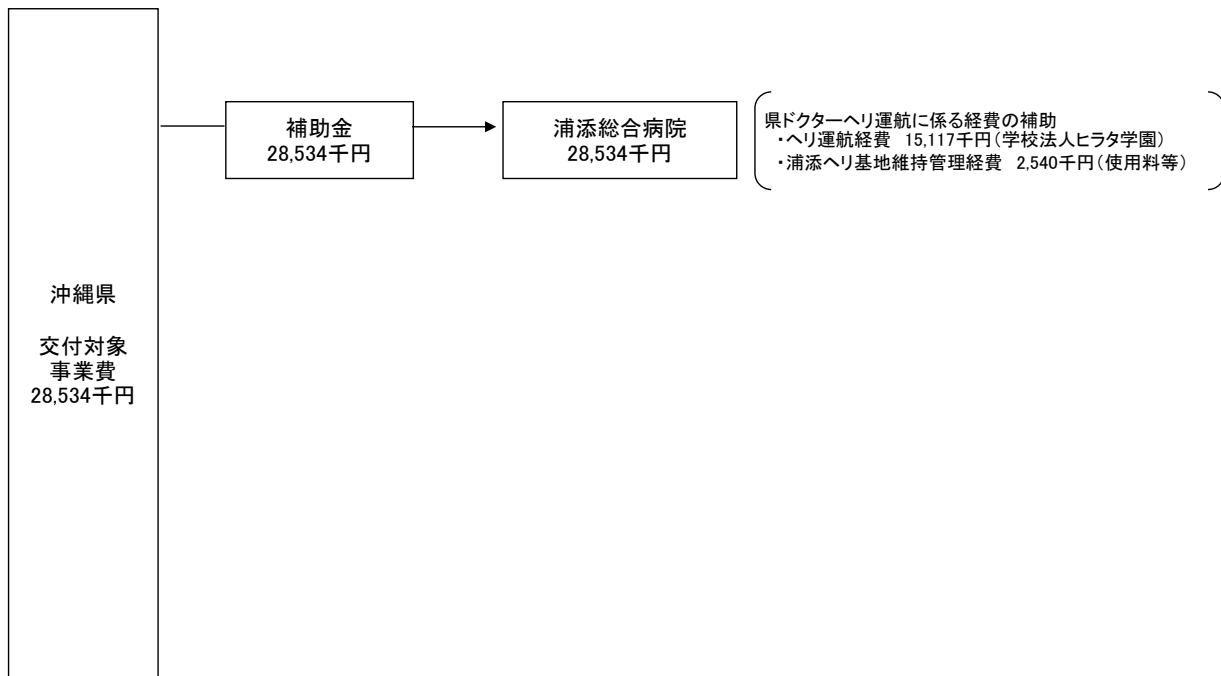 沖縄県
交付対象
事業費
28,534千円
補助金
28,534千円
浦添総合病院
28,534千円
県ドクターヘリ運航に係る経費の補助
・ヘリ運航経費 15,117千円(学校法人ヒラタ学園)
・浦添ヘリ基地維持管理経費 2,540千円(使用料等)